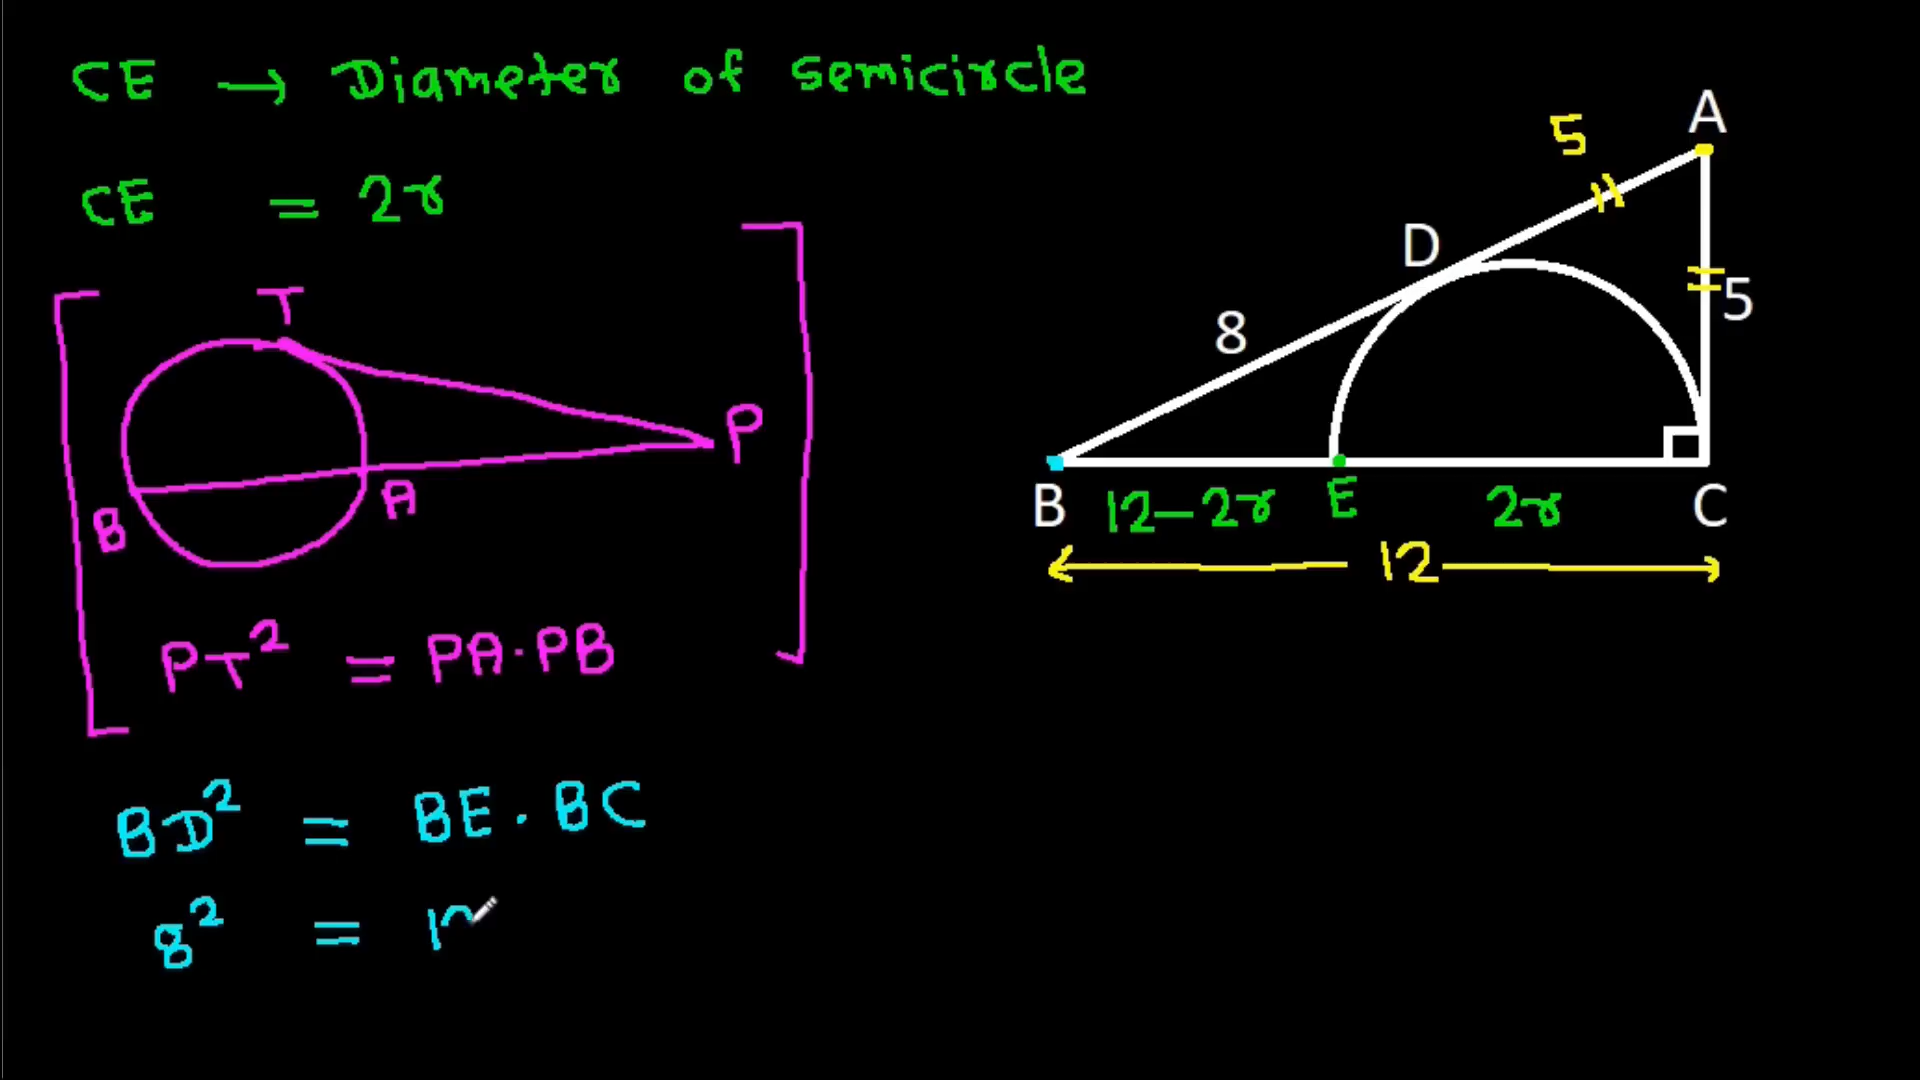 CE → Diameter of semicircle
CE = 2r
T
P
A
B
PT² = PA·PB
BD² = BE·BC
8² =
A
5
D
5
8
B 12-2r E 2r C
12